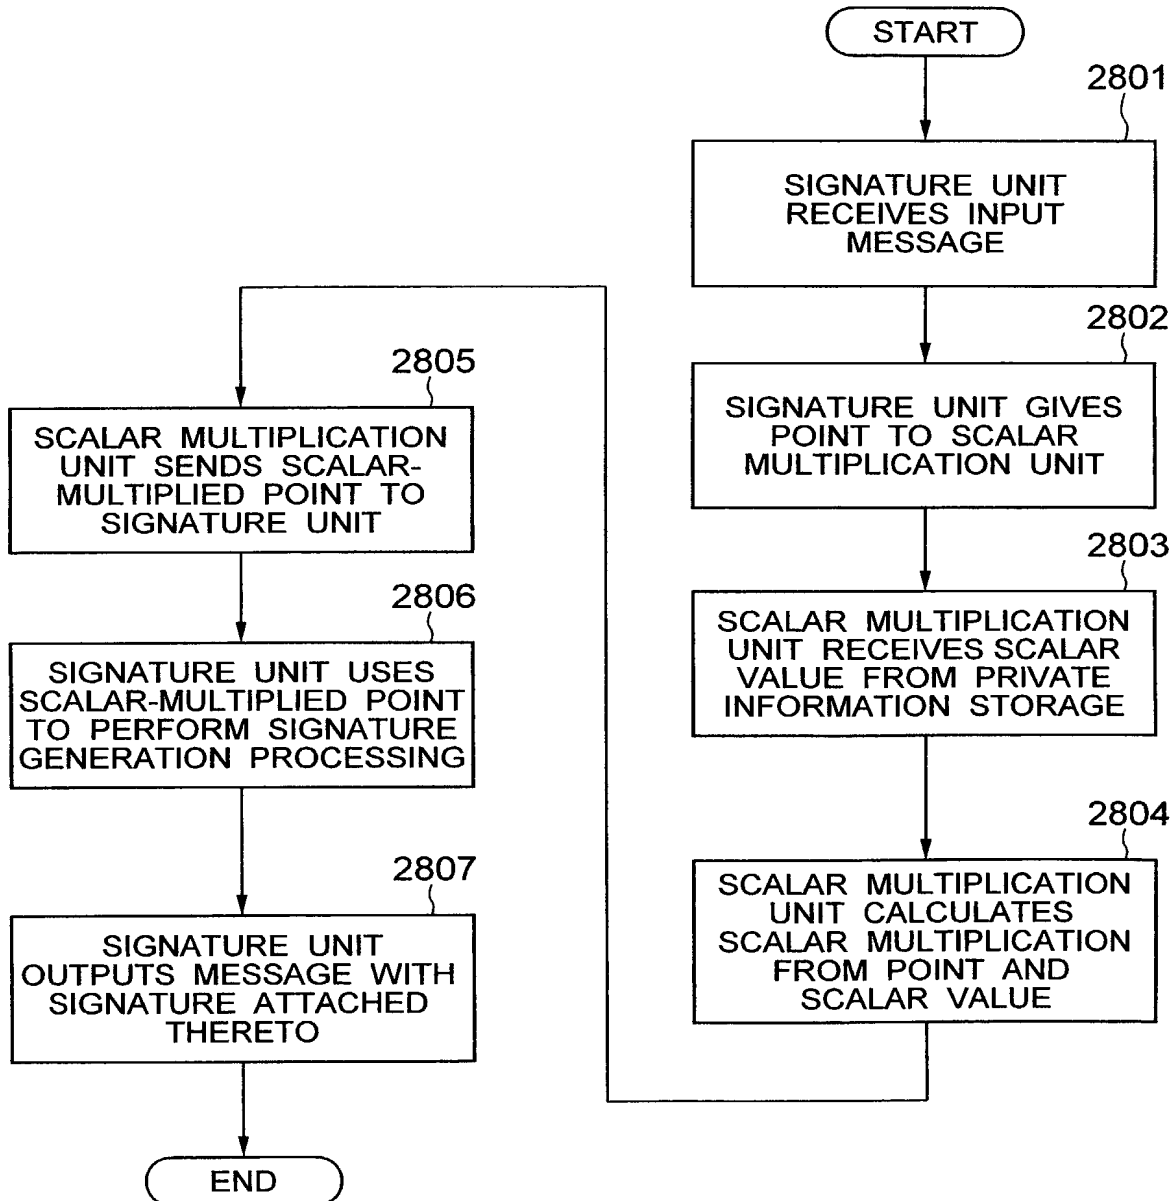 START
2801
SIGNATURE UNIT
RECEIVES INPUT
MESSAGE
2802
SIGNATURE UNIT GIVES
POINT TO SCALAR
MULTIPLICATION UNIT
2803
SCALAR MULTIPLICATION
UNIT RECEIVES SCALAR
VALUE FROM PRIVATE
INFORMATION STORAGE
2804
SCALAR MULTIPLICATION
UNIT CALCULATES
SCALAR MULTIPLICATION
FROM POINT AND
SCALAR VALUE
2805
SCALAR MULTIPLICATION
UNIT SENDS SCALAR-
MULTIPLIED POINT TO
SIGNATURE UNIT
2806
SIGNATURE UNIT USES
SCALAR-MULTIPLIED POINT
TO PERFORM SIGNATURE
GENERATION PROCESSING
2807
SIGNATURE UNIT
OUTPUTS MESSAGE WITH
SIGNATURE ATTACHED
THERETO
END